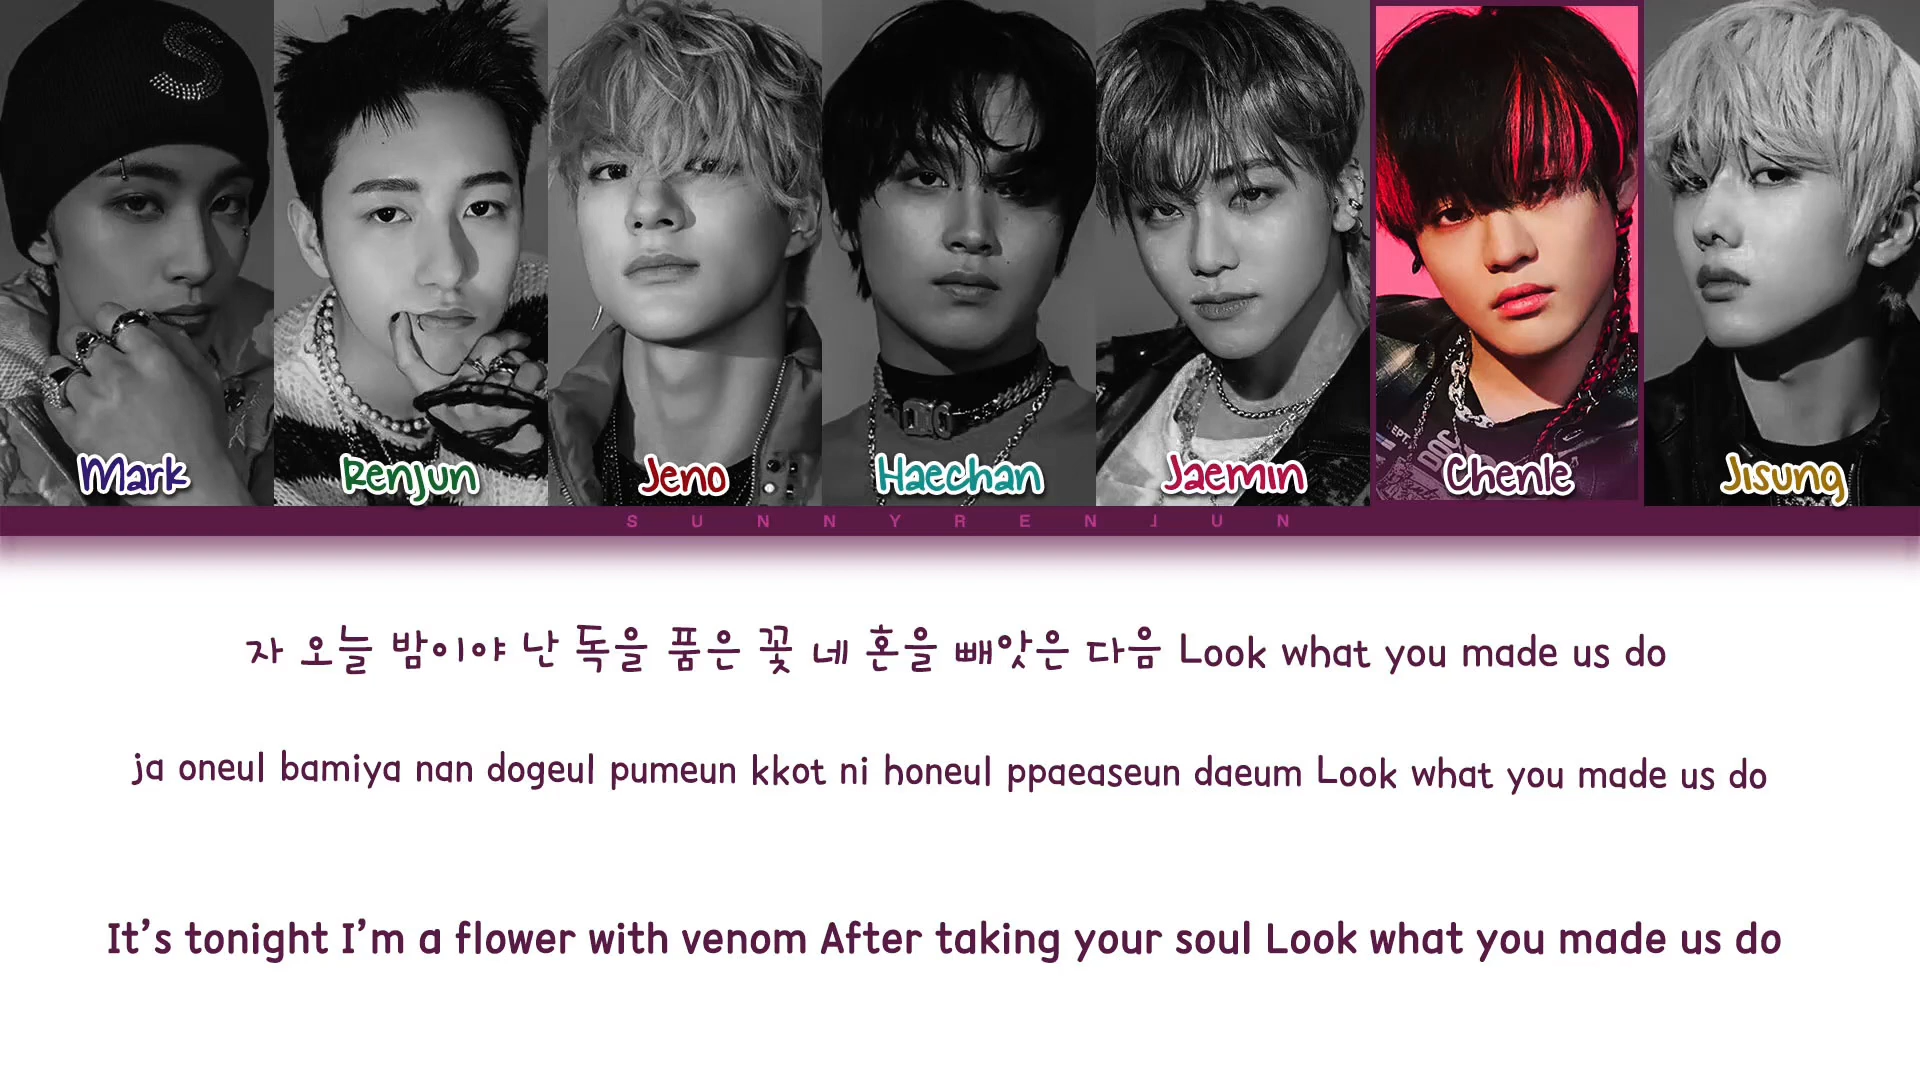 S
DEPT.
DOC
Mark
Renjun
Jeno
Haechan
Jaemin
Chenle
Jisung
SUNNYRENJUN
자 오늘 밤이야 난 독을 품은 꽃 네 혼을 빼앗은 다음 Look what you made us do
ja oneul bamiya nan dogeul pumeun kkot ni honeul ppaeaseun daeum Look what you made us do
It's tonight I'm a flower with venom After taking your soul Look what you made us do